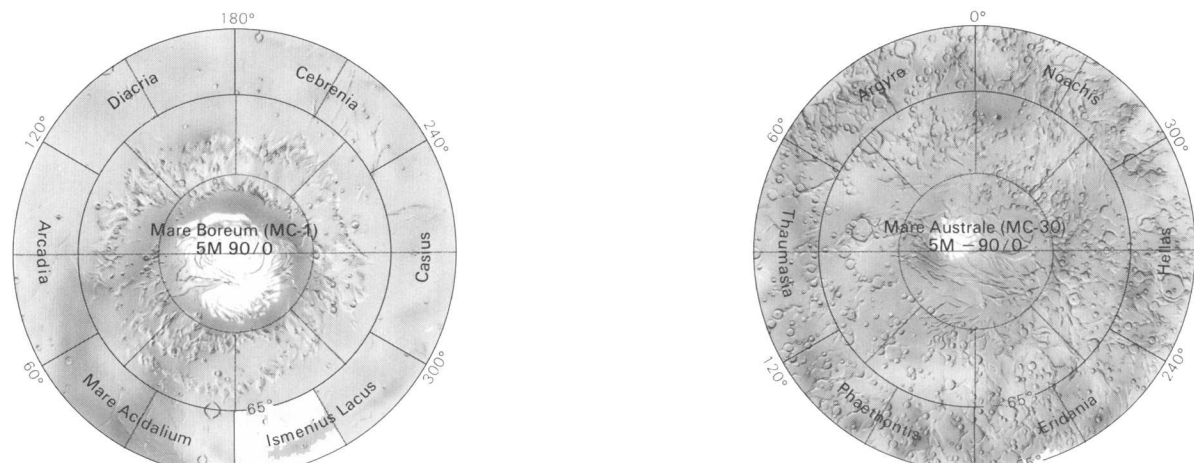 180°
Diacria
Cebrenia
120°
240°
Arcadia
Mare Boreum (MC-1)
5M 90/0
Casius
60°
300°
Mare Acidalium
65°
Ismenius Lacus
0°
Argyre
Noachis
60°
300°
Thaumasia
Mare Australe (MC-30)
5M – 90/0
Hellas
120°
240°
Phaethontis
–65°
Eridania